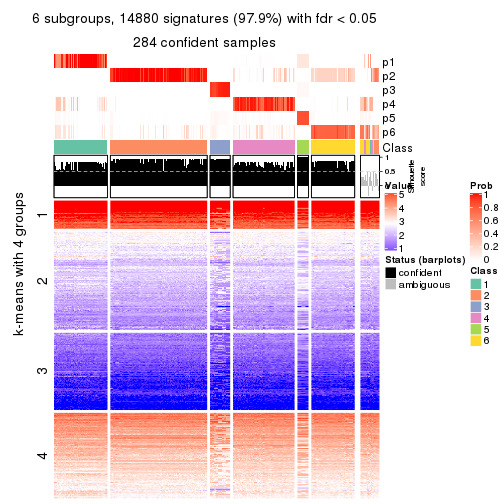 6 subgroups, 14880 signatures (97.9%) with fdr < 0.05
284 confident samples
p1
p2
p3
p4
p5
p6
Class
1
0.5
0
Silhouette
score
k-means with 4 groups
1
2
3
4
Value
5
4
3
2
1
Status (barplots)
confident
ambiguous
Prob
1
0.8
0.6
0.4
0.2
0
Class
1
2
3
4
5
6